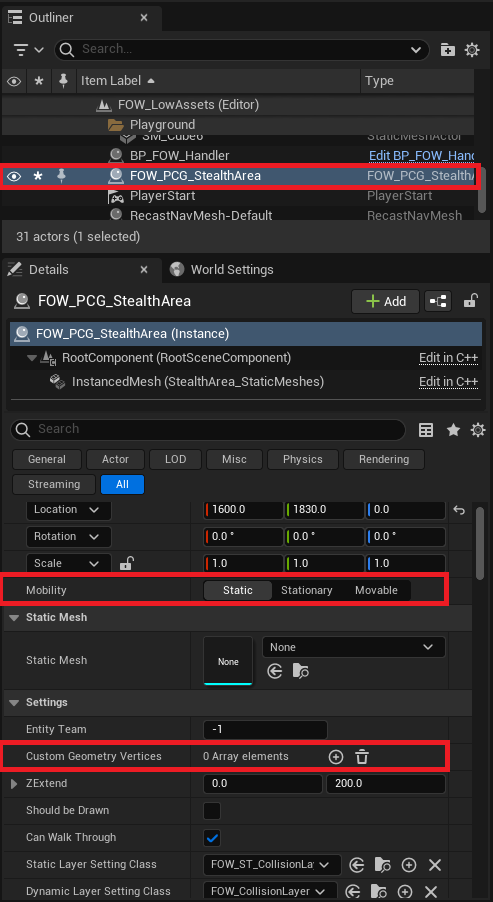 Outliner
Search...
Item Label Type
FOW_LowAssets (Editor)
Playground
SM_Cube6 StaticMeshActor
BP_FOW_Handler Edit BP_FOW_Hand
FOW_PCG_StealthArea FOW_PCG_StealthA
PlayerStart PlayerStart
RecastNavMesh-Default RecastNavMesh
31 actors (1 selected)
Details World Settings
FOW_PCG_StealthArea Add
FOW_PCG_StealthArea (Instance)
RootComponent (RootSceneComponent) Edit in C++
InstancedMesh (StealthArea_StaticMeshes) Edit in C++
Search
General Actor LOD Misc Physics Rendering
Streaming All
Location 1600.0 1830.0 0.0
Rotation 0.0 ° 0.0 ° 0.0 °
Scale 1.0 1.0 1.0
Mobility Static Stationary Movable
Static Mesh
Static Mesh None None
Settings
Entity Team -1
Custom Geometry Vertices 0 Array elements
ZExtend 0.0 200.0
Should be Drawn
Can Walk Through
Static Layer Setting Class FOW_ST_CollisionLay
Dynamic Layer Setting Class FOW_CollisionLayer